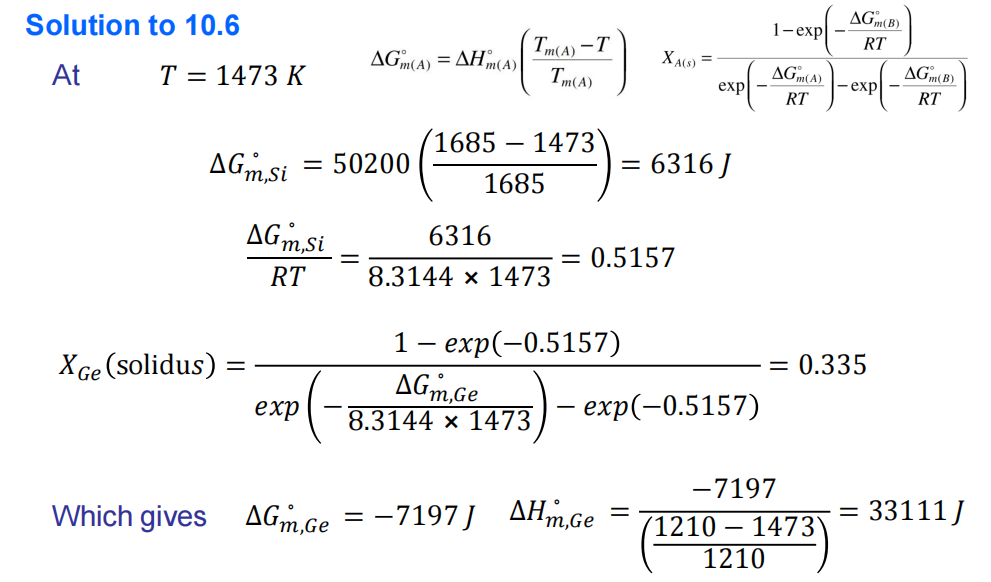 Solution to 10.6
At T = 1473 K ΔG°m(A) = ΔH°m(A) ( (Tm(A) − T) / Tm(A) ) XA(s) = (1 − exp(− ΔG°m(B) / RT)) / (exp(− ΔG°m(A) / RT) − exp(− ΔG°m(B) / RT))
ΔG°m,Si = 50200 ( (1685 − 1473) / 1685 ) = 6316 J
ΔG°m,Si / RT = 6316 / (8.3144 × 1473) = 0.5157
XGe(solidus) = (1 − exp(−0.5157)) / (exp(− ΔG°m,Ge / (8.3144 × 1473)) − exp(−0.5157)) = 0.335
Which gives ΔG°m,Ge = −7197 J ΔH°m,Ge = −7197 / ( (1210 − 1473) / 1210 ) = 33111 J